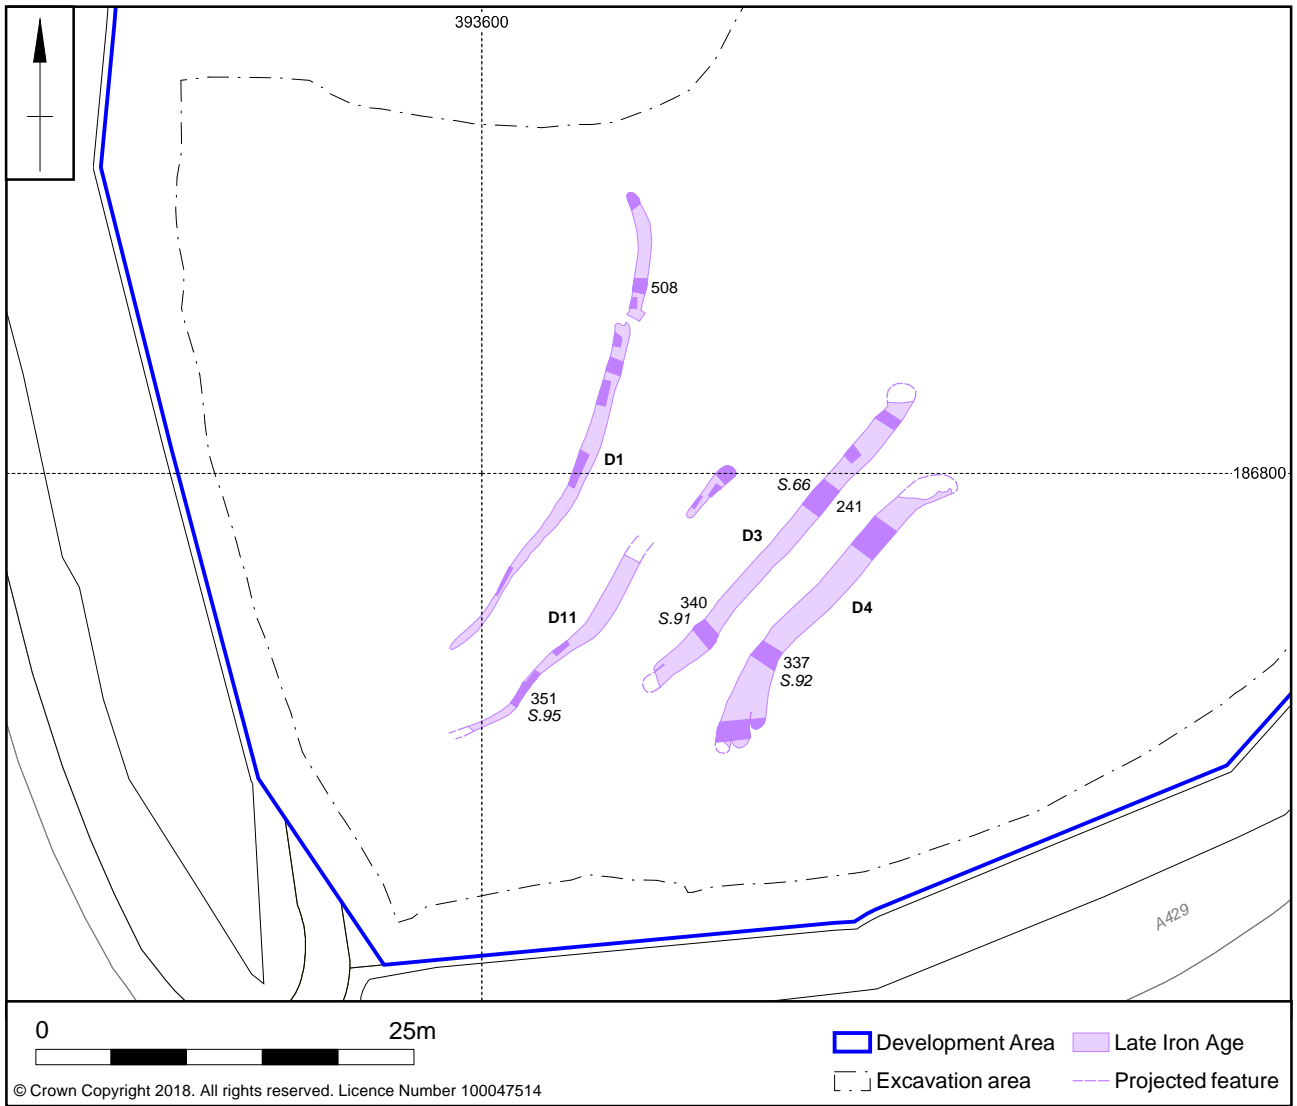 393600
508
D1
186800
S.66
241
D3
D4
D11
340
S.91
337
S.92
351
S.95
A429
0 25m
Development Area
Late Iron Age
Excavation area
Projected feature
© Crown Copyright 2018. All rights reserved. Licence Number 100047514